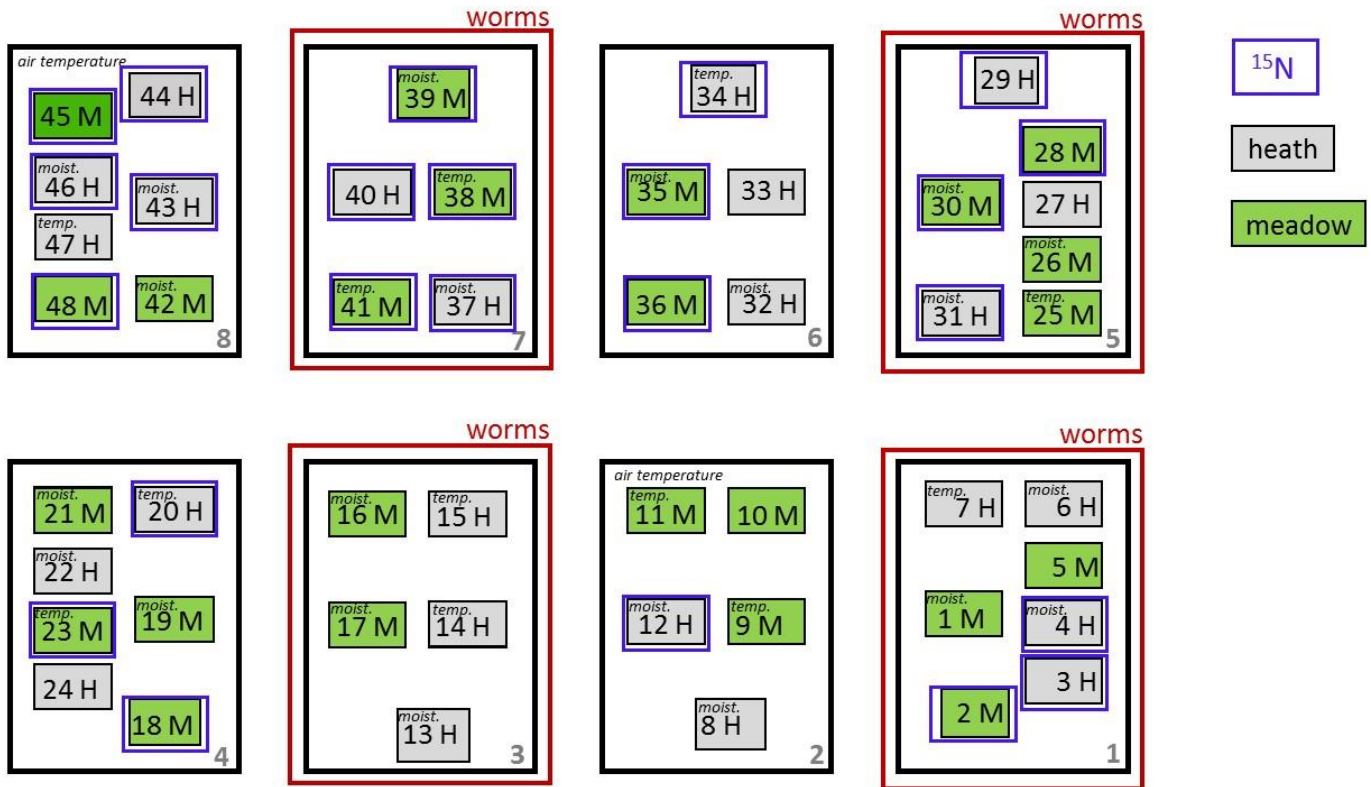 worms
worms
air temperature
44 H
45 M
moist.
46 H
moist.
43 H
temp.
47 H
48 M
moist.
42 M
8
moist.
39 M
40 H
temp.
38 M
temp.
41 M
moist.
37 H
7
temp.
34 H
moist.
35 M
33 H
36 M
moist.
32 H
6
29 H
28 M
moist.
30 M
27 H
moist.
26 M
moist.
31 H
temp.
25 M
5
15N
heath
meadow
worms
worms
moist.
21 M
temp.
20 H
moist.
22 H
temp.
23 M
moist.
19 M
24 H
18 M
4
moist.
16 M
temp.
15 H
moist.
17 M
temp.
14 H
moist.
13 H
3
air temperature
temp.
11 M
10 M
moist.
12 H
temp.
9 M
moist.
8 H
2
temp.
7 H
moist.
6 H
5 M
moist.
1 M
moist.
4 H
3 H
2 M
1